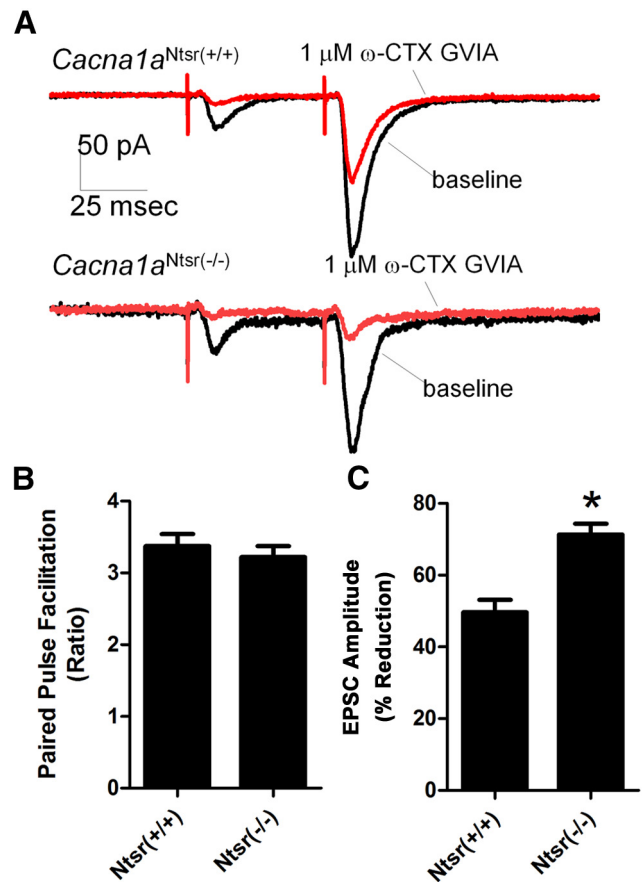 A
Cacna1a^Ntsr(+/+)
1 μM ω-CTX GVIA
50 pA
25 msec
baseline
Cacna1a^Ntsr(-/-)
1 μM ω-CTX GVIA
baseline
B
Paired Pulse Facilitation
(Ratio)
4
3
2
1
0
Ntsr(+/+)
Ntsr(-/-)
C
EPSC Amplitude
(% Reduction)
80
60
40
20
0
*
Ntsr(+/+)
Ntsr(-/-)